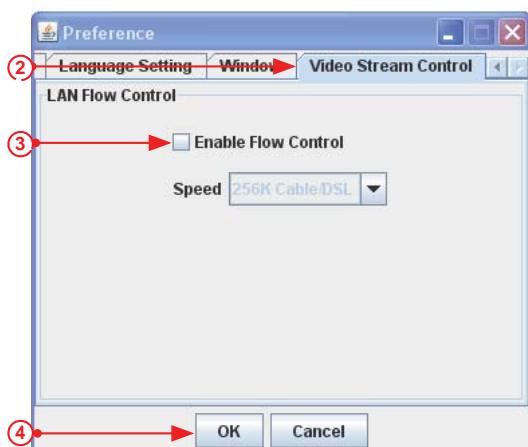 Preference
② Language Setting Window Video Stream Control
LAN Flow Control
③ Enable Flow Control
Speed 256K Cable/DSL
④ OK Cancel